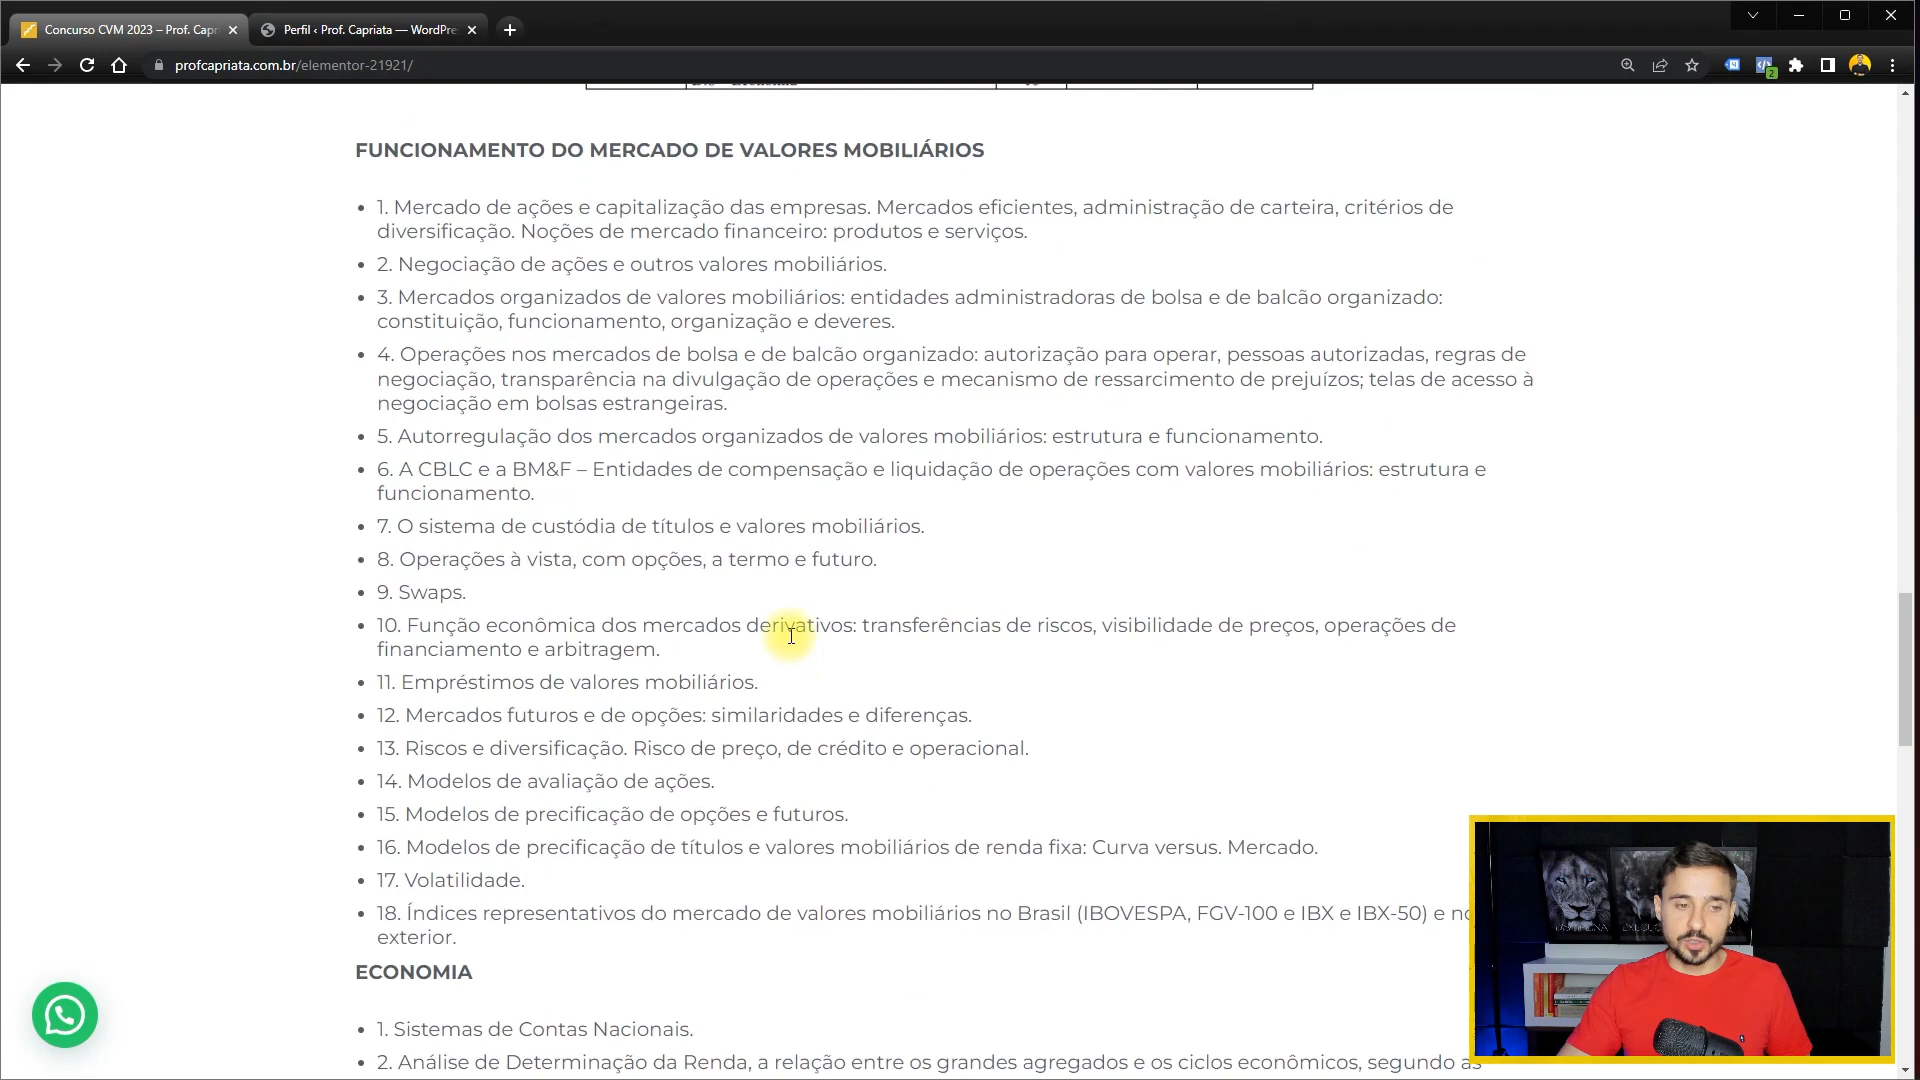 Concurso CVM 2023 – Prof. Capr
Perfil ‹ Prof. Capriata — WordPre
profcapriata.com.br/elementor-21921/
2
FUNCIONAMENTO DO MERCADO DE VALORES MOBILIÁRIOS
• 1. Mercado de ações e capitalização das empresas. Mercados eficientes, administração de carteira, critérios de
diversificação. Noções de mercado financeiro: produtos e serviços.
• 2. Negociação de ações e outros valores mobiliários.
• 3. Mercados organizados de valores mobiliários: entidades administradoras de bolsa e de balcão organizado:
constituição, funcionamento, organização e deveres.
• 4. Operações nos mercados de bolsa e de balcão organizado: autorização para operar, pessoas autorizadas, regras de
negociação, transparência na divulgação de operações e mecanismo de ressarcimento de prejuízos; telas de acesso à
negociação em bolsas estrangeiras.
• 5. Autorregulação dos mercados organizados de valores mobiliários: estrutura e funcionamento.
• 6. A CBLC e a BM&F – Entidades de compensação e liquidação de operações com valores mobiliários: estrutura e
funcionamento.
• 7. O sistema de custódia de títulos e valores mobiliários.
• 8. Operações à vista, com opções, a termo e futuro.
• 9. Swaps.
• 10. Função econômica dos mercados derivativos: transferências de riscos, visibilidade de preços, operações de
financiamento e arbitragem.
• 11. Empréstimos de valores mobiliários.
• 12. Mercados futuros e de opções: similaridades e diferenças.
• 13. Riscos e diversificação. Risco de preço, de crédito e operacional.
• 14. Modelos de avaliação de ações.
• 15. Modelos de precificação de opções e futuros.
• 16. Modelos de precificação de títulos e valores mobiliários de renda fixa: Curva versus. Mercado.
• 17. Volatilidade.
• 18. Índices representativos do mercado de valores mobiliários no Brasil (IBOVESPA, FGV-100 e IBX e IBX-50) e no
exterior.
ECONOMIA
• 1. Sistemas de Contas Nacionais.
• 2. Análise de Determinação da Renda, a relação entre os grandes agregados e os ciclos econômicos, segundo as